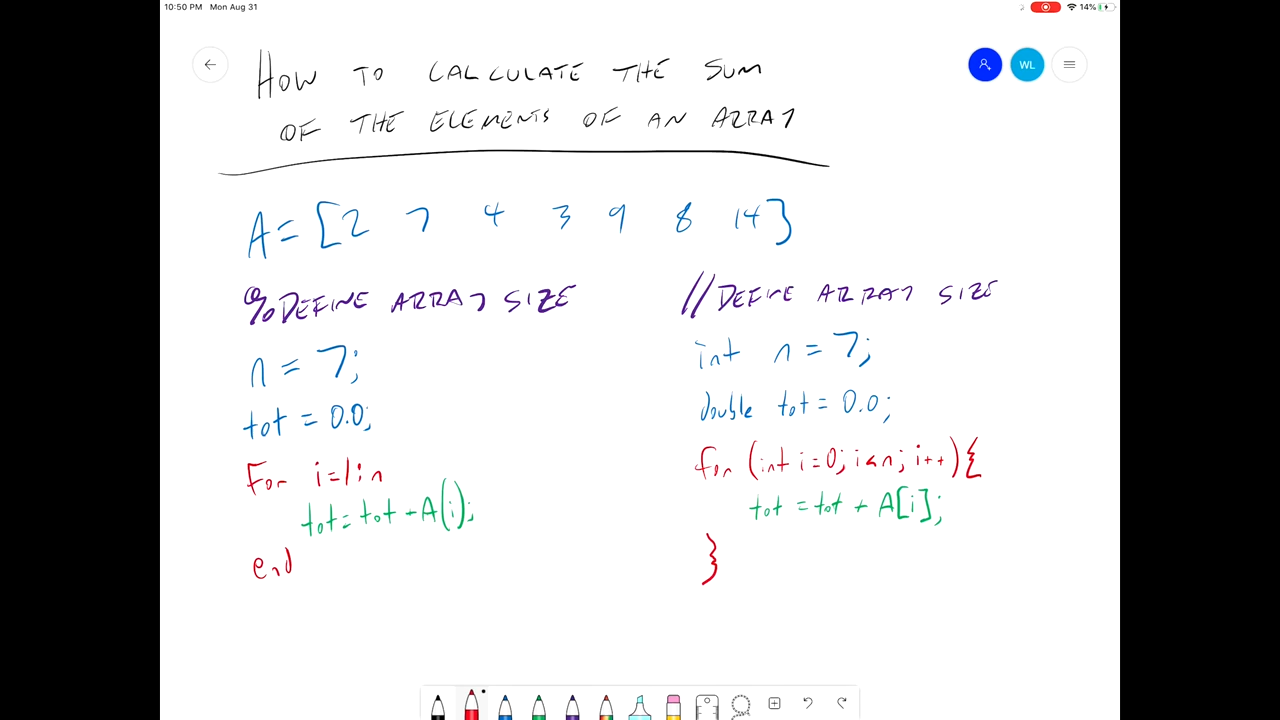 10:50 PM Mon Aug 31
14%
WL
HOW TO CALCULATE THE SUM
OF THE ELEMENTS OF AN ARRAY
A = [2 7 4 3 9 8 14]
%DEFINE ARRAY SIZE
n = 7;
tot = 0.0;
For i=1:n
tot = tot + A(i);
end
//DEFINE ARRAY SIZE
int n = 7;
double tot = 0.0;
for (int i=0; i<n; i++){
tot = tot + A[i];
}